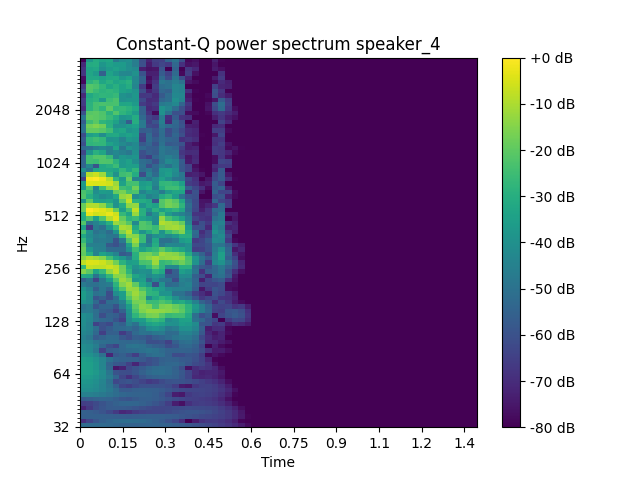 Constant-Q power spectrum speaker_4
+0 dB
-10 dB
-20 dB
-30 dB
-40 dB
-50 dB
-60 dB
-70 dB
-80 dB
2048
1024
512
256
128
64
32
Hz
0 0.15 0.3 0.45 0.6 0.75 0.9 1.1 1.2 1.4
Time